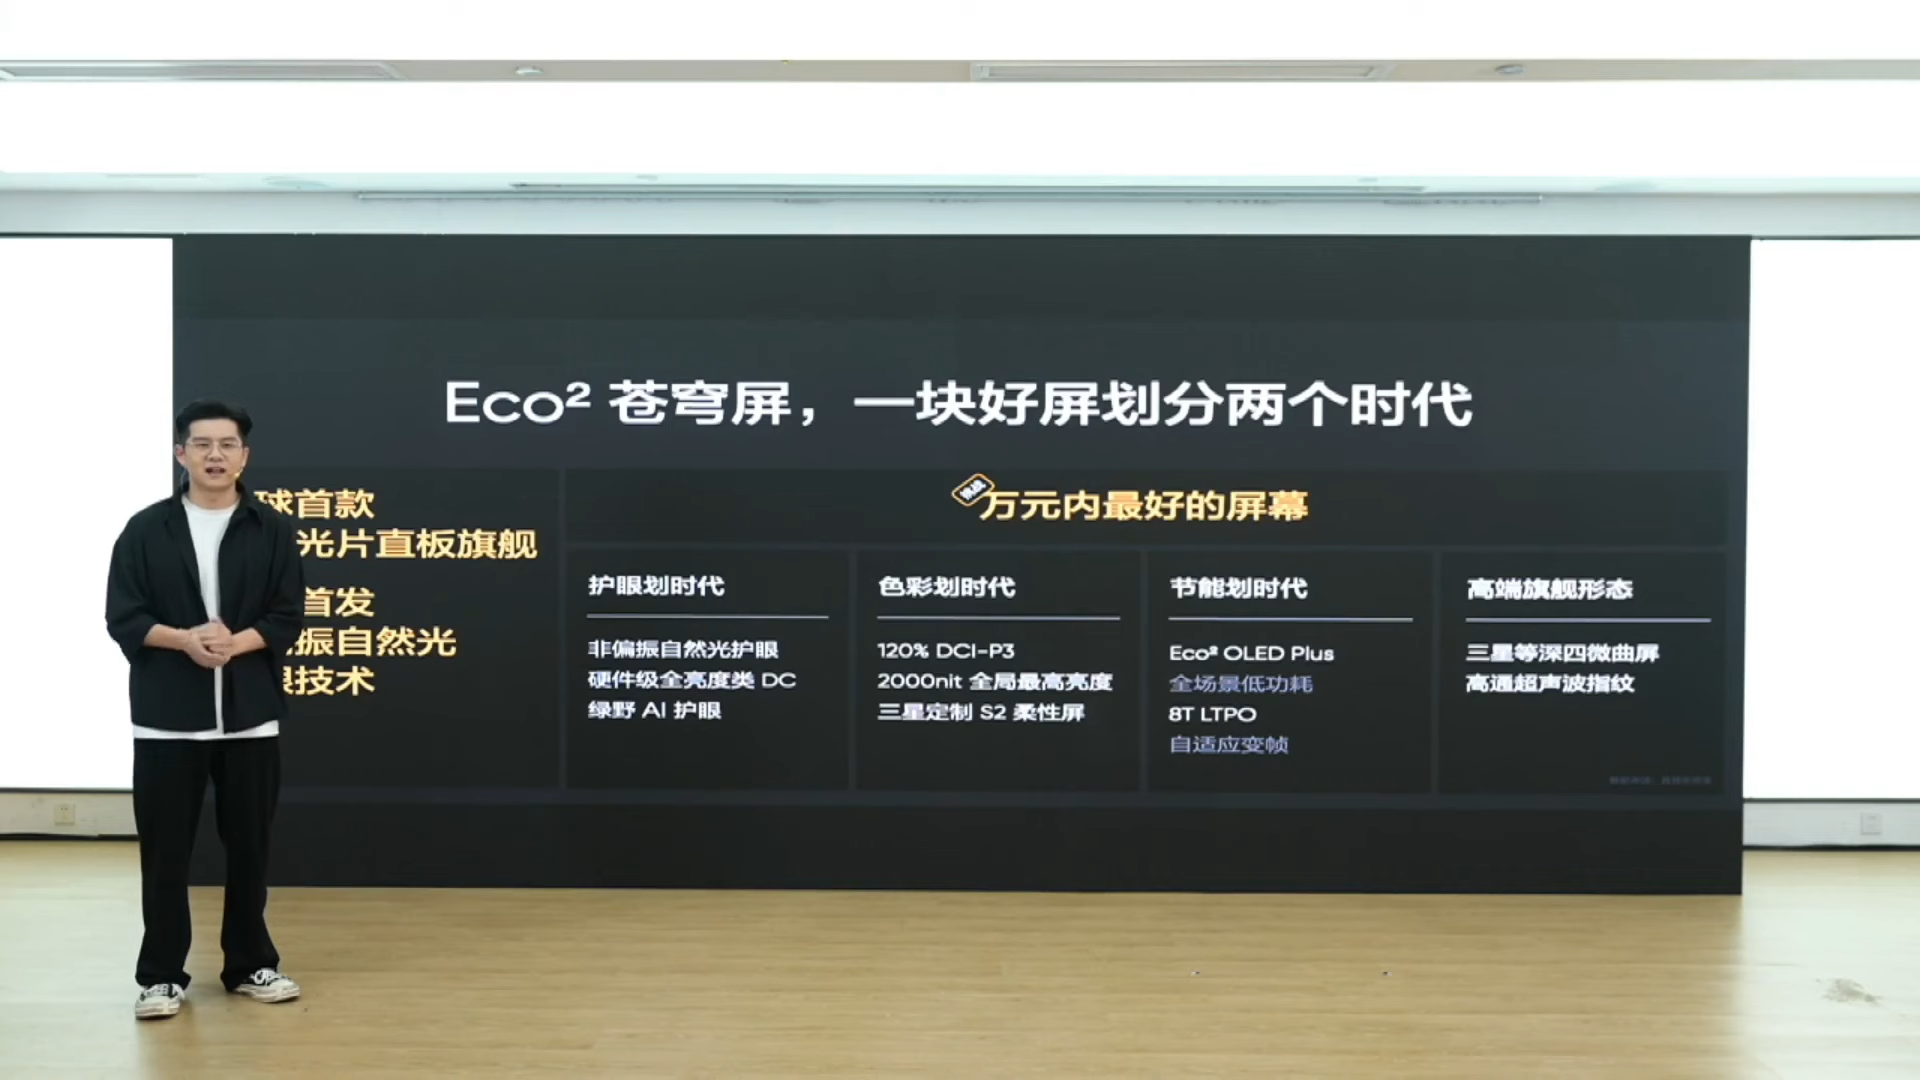 Eco² 苍穹屏，一块好屏划分两个时代
球首款
光片直板旗舰
首发
振自然光
技术
挑战
万元内最好的屏幕
护眼划时代
非偏振自然光护眼
硬件级全亮度类 DC
绿野 AI 护眼
色彩划时代
120% DCI-P3
2000nit 全局最高亮度
三星定制 S2 柔性屏
节能划时代
Eco² OLED Plus
全场景低功耗
8T LTPO
自适应变帧
高端旗舰形态
三星等深四微曲屏
高通超声波指纹